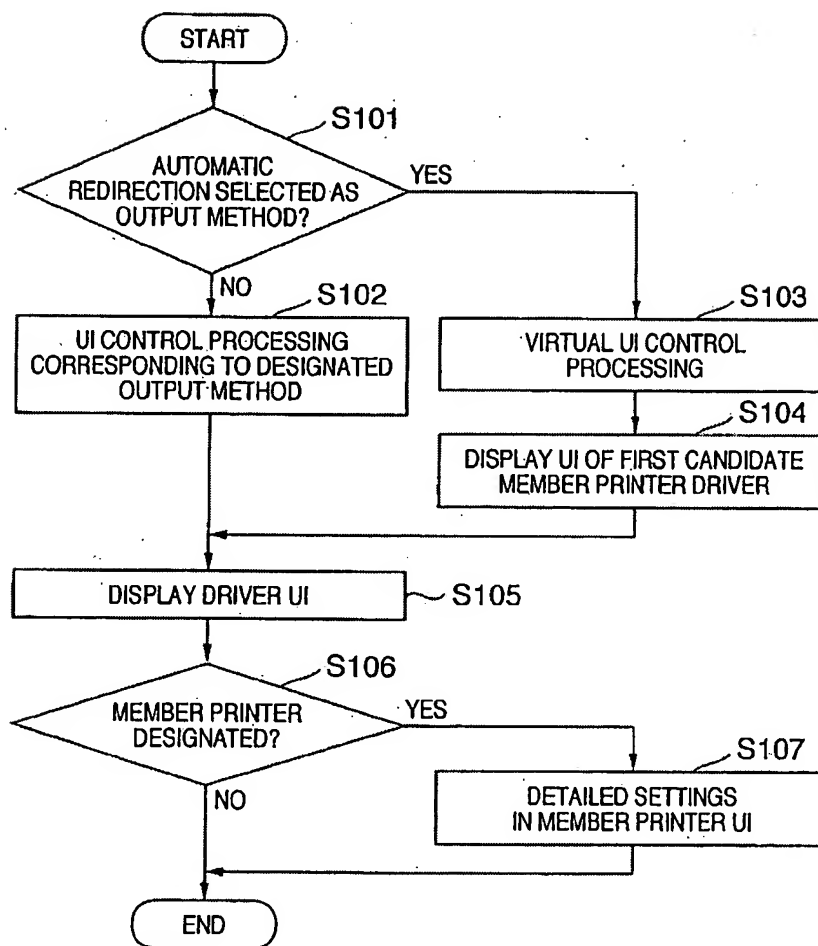 START
S101
AUTOMATIC
REDIRECTION SELECTED AS
OUTPUT METHOD?
YES
NO
S102
UI CONTROL PROCESSING
CORRESPONDING TO DESIGNATED
OUTPUT METHOD
S103
VIRTUAL UI CONTROL
PROCESSING
S104
DISPLAY UI OF FIRST CANDIDATE
MEMBER PRINTER DRIVER
DISPLAY DRIVER UI
S105
S106
MEMBER PRINTER
DESIGNATED?
YES
NO
S107
DETAILED SETTINGS
IN MEMBER PRINTER UI
END